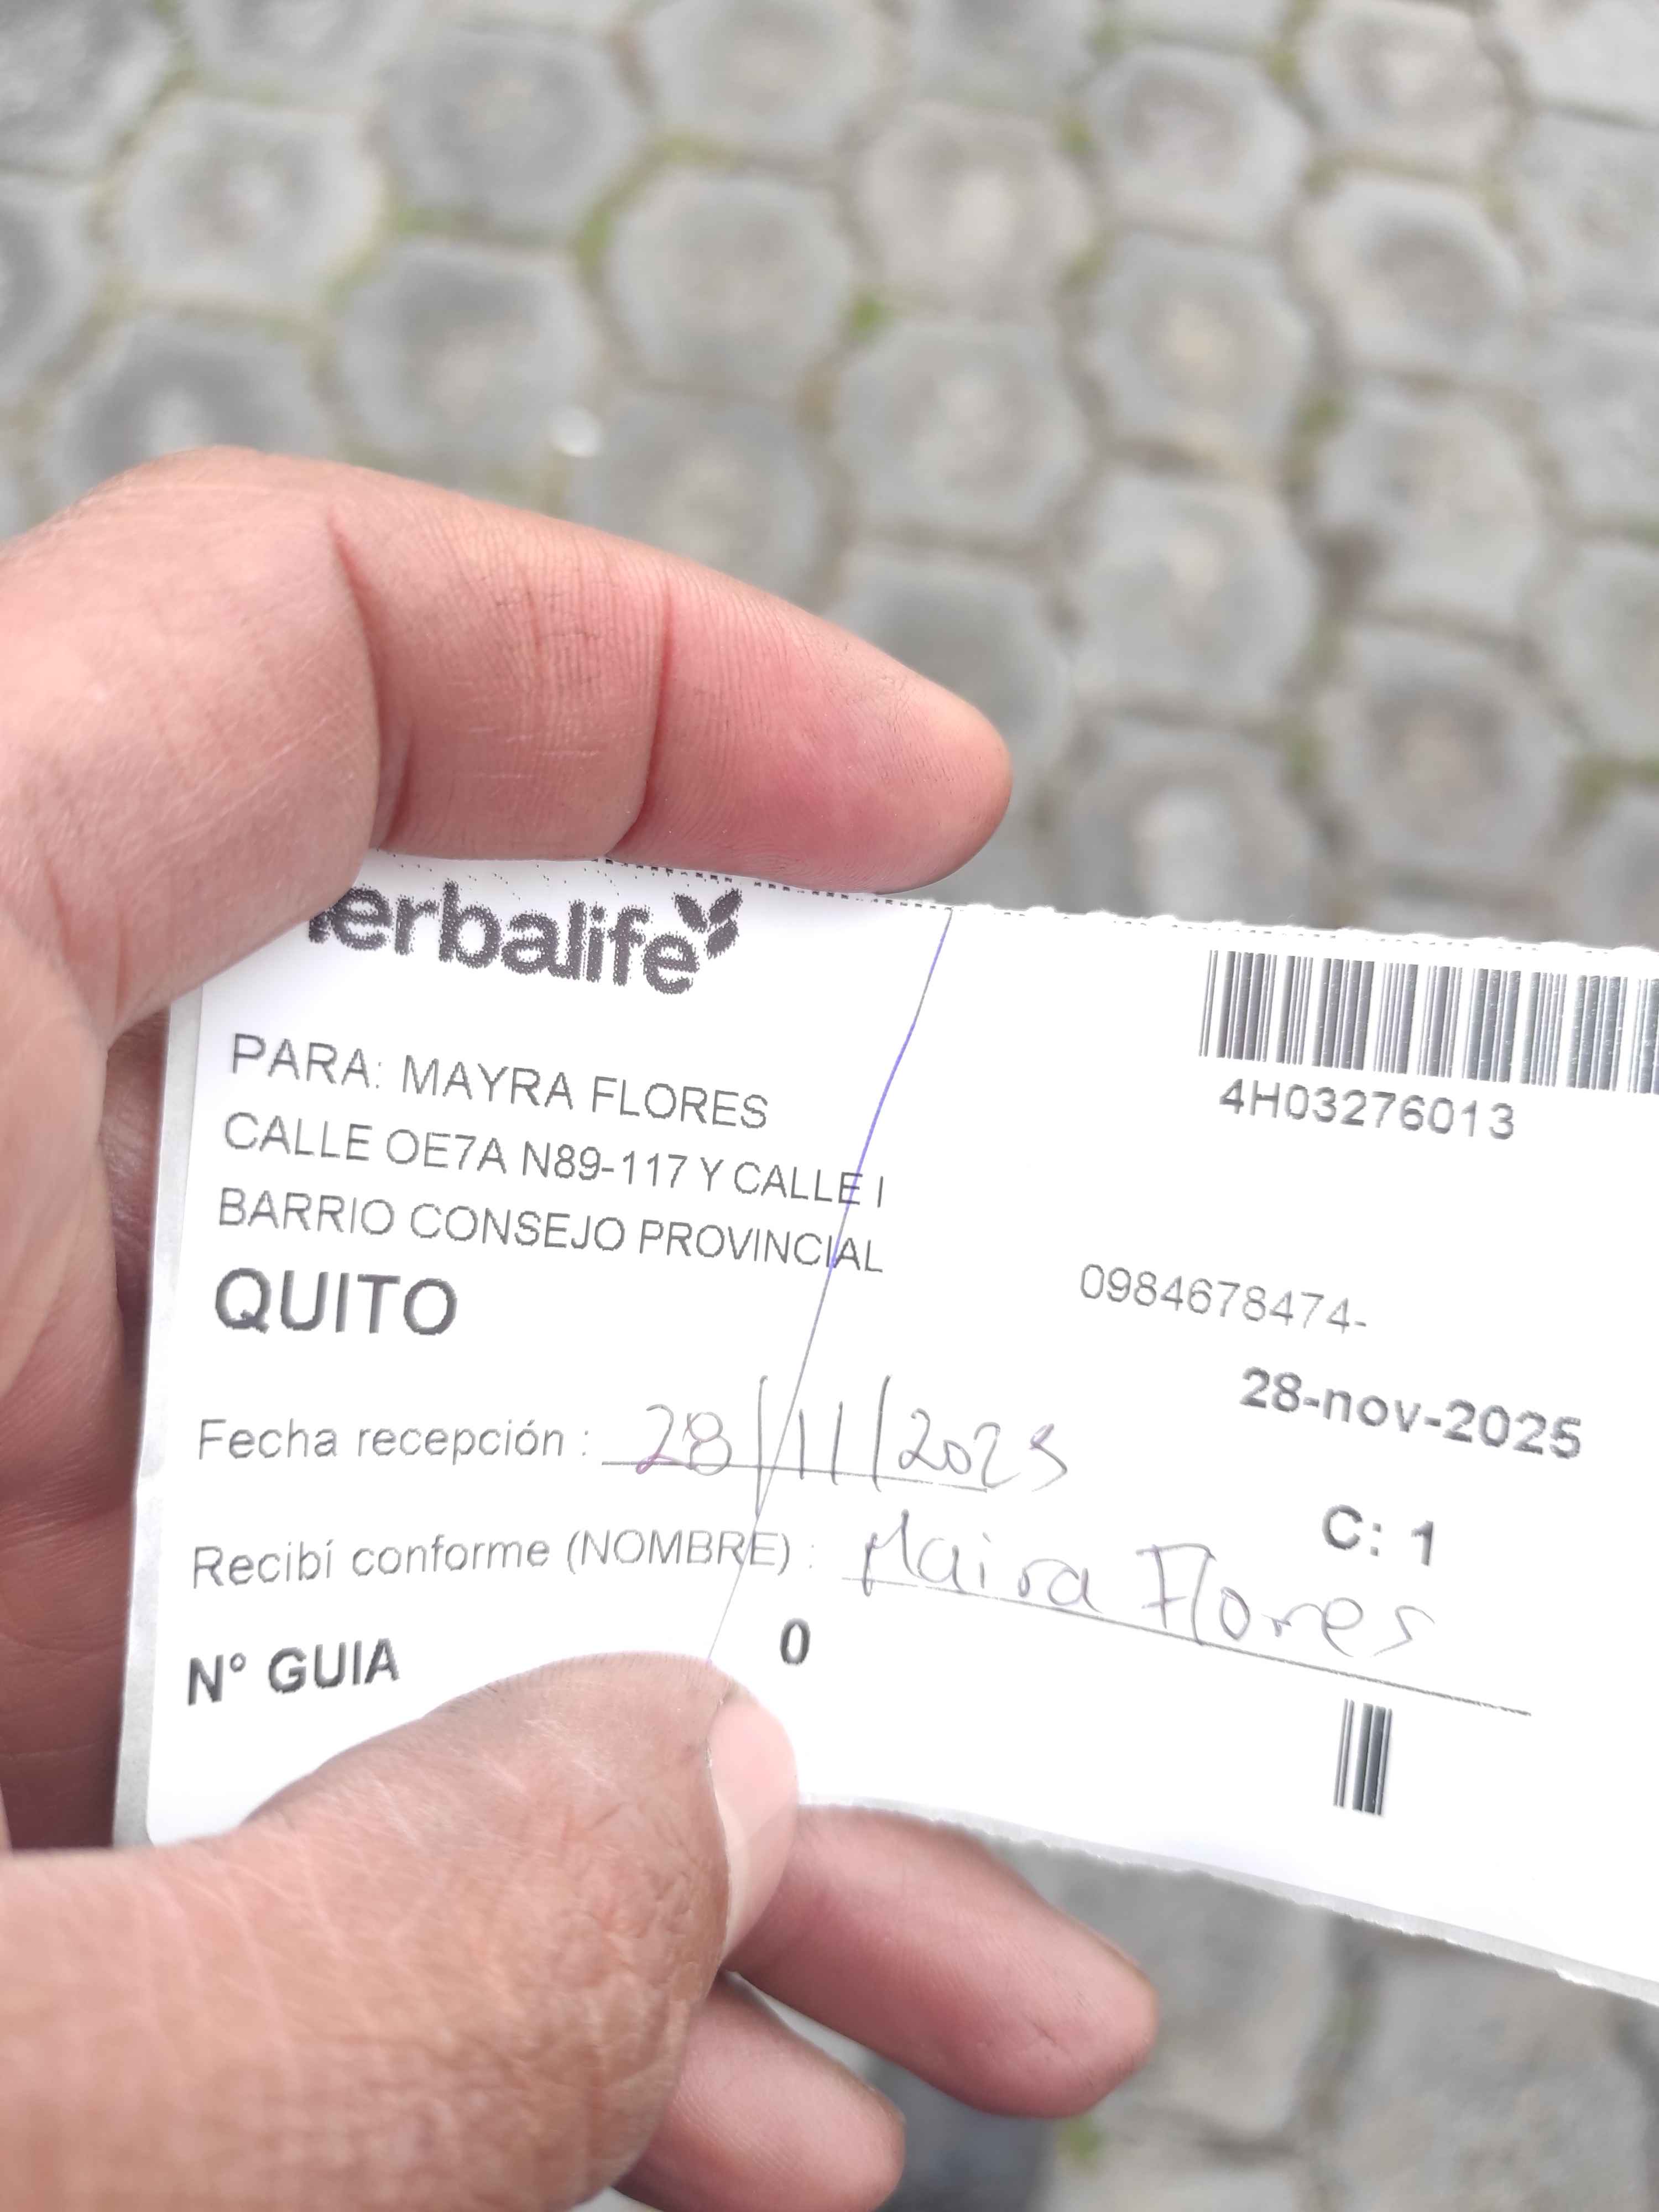 herbalife
4H03276013
PARA: MAYRA FLORES
CALLE OE7A N89-117 Y CALLE I
BARRIO CONSEJO PROVINCIAL
QUITO
0984678474-
28-nov-2025
Fecha recepción : 28/11/2025
C: 1
Recibí conforme (NOMBRE) : Maira Flores
N° GUIA 0